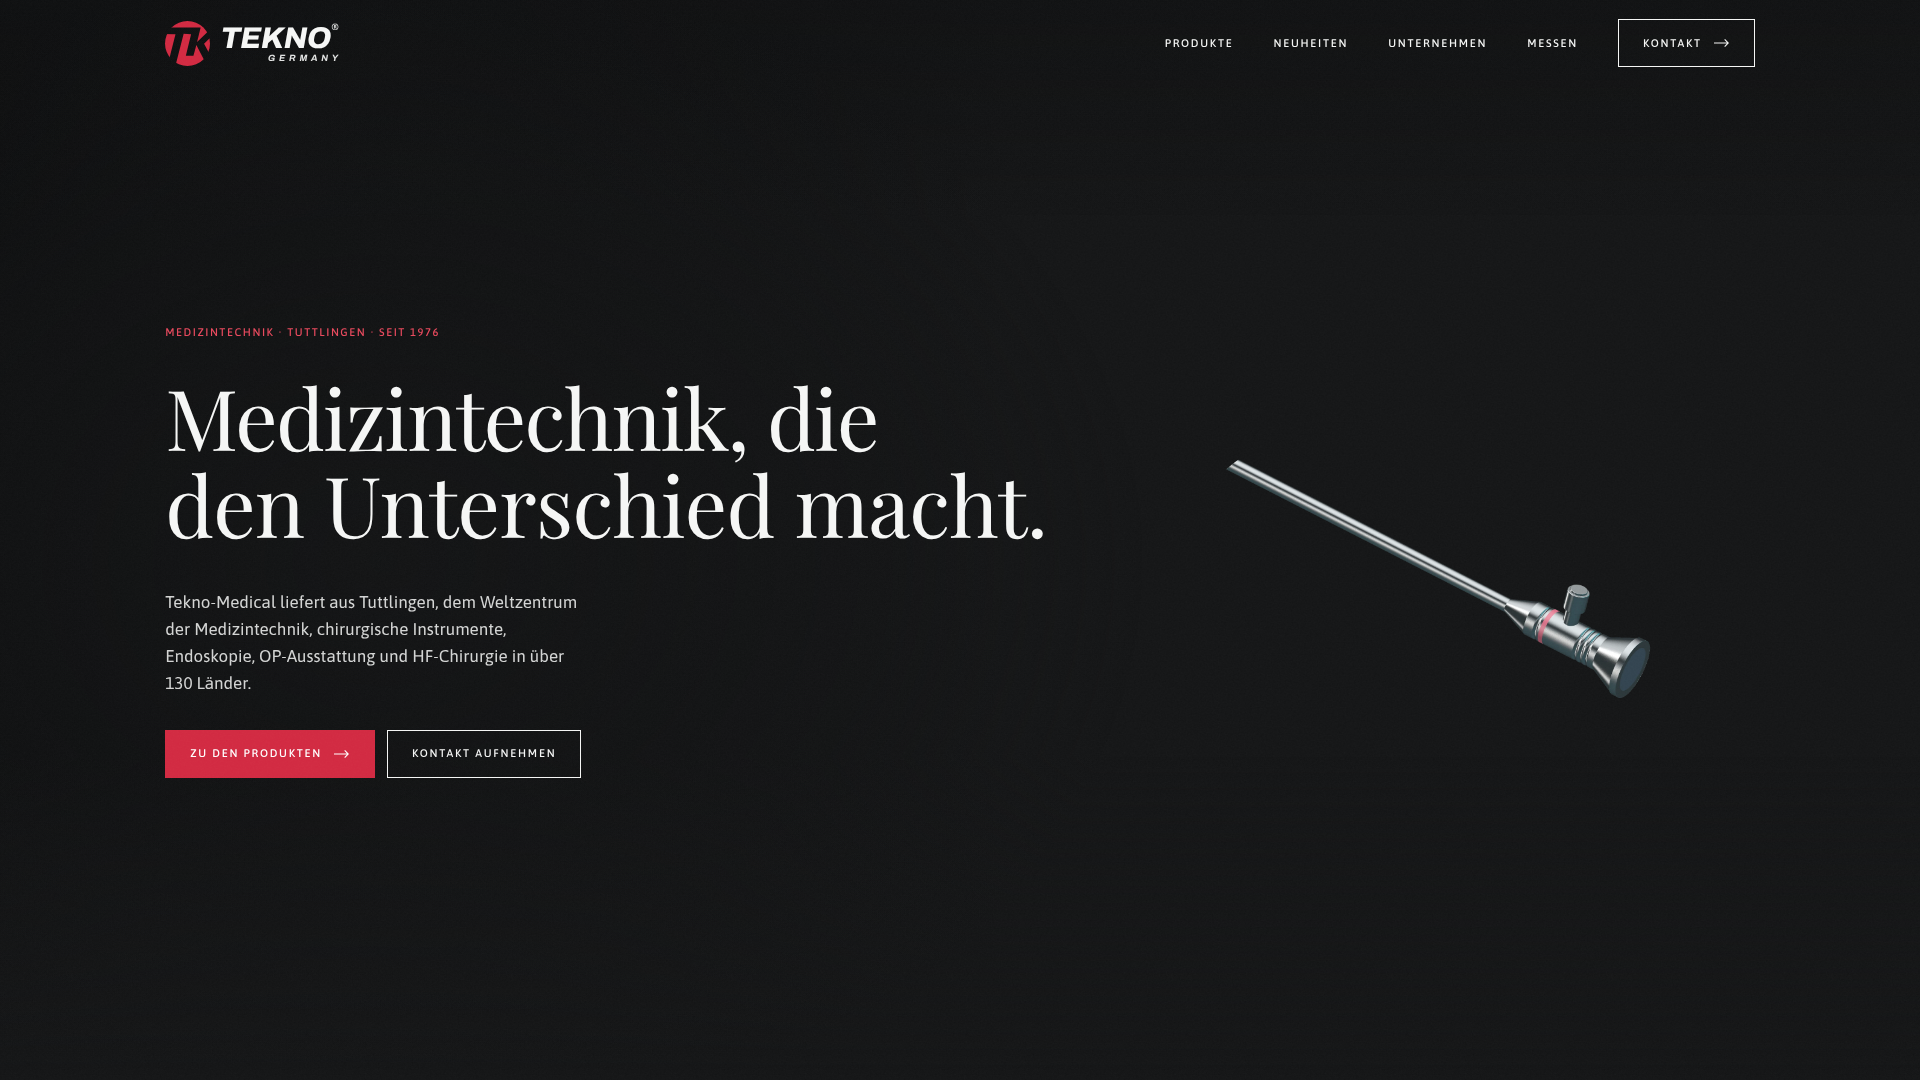 TEKNO®
GERMANY
PRODUKTE
NEUHEITEN
UNTERNEHMEN
MESSEN
KONTAKT
MEDIZINTECHNIK · TUTTLINGEN · SEIT 1976
Medizintechnik, die
den Unterschied macht.
Tekno-Medical liefert aus Tuttlingen, dem Weltzentrum
der Medizintechnik, chirurgische Instrumente,
Endoskopie, OP-Ausstattung und HF-Chirurgie in über
130 Länder.
ZU DEN PRODUKTEN
KONTAKT AUFNEHMEN